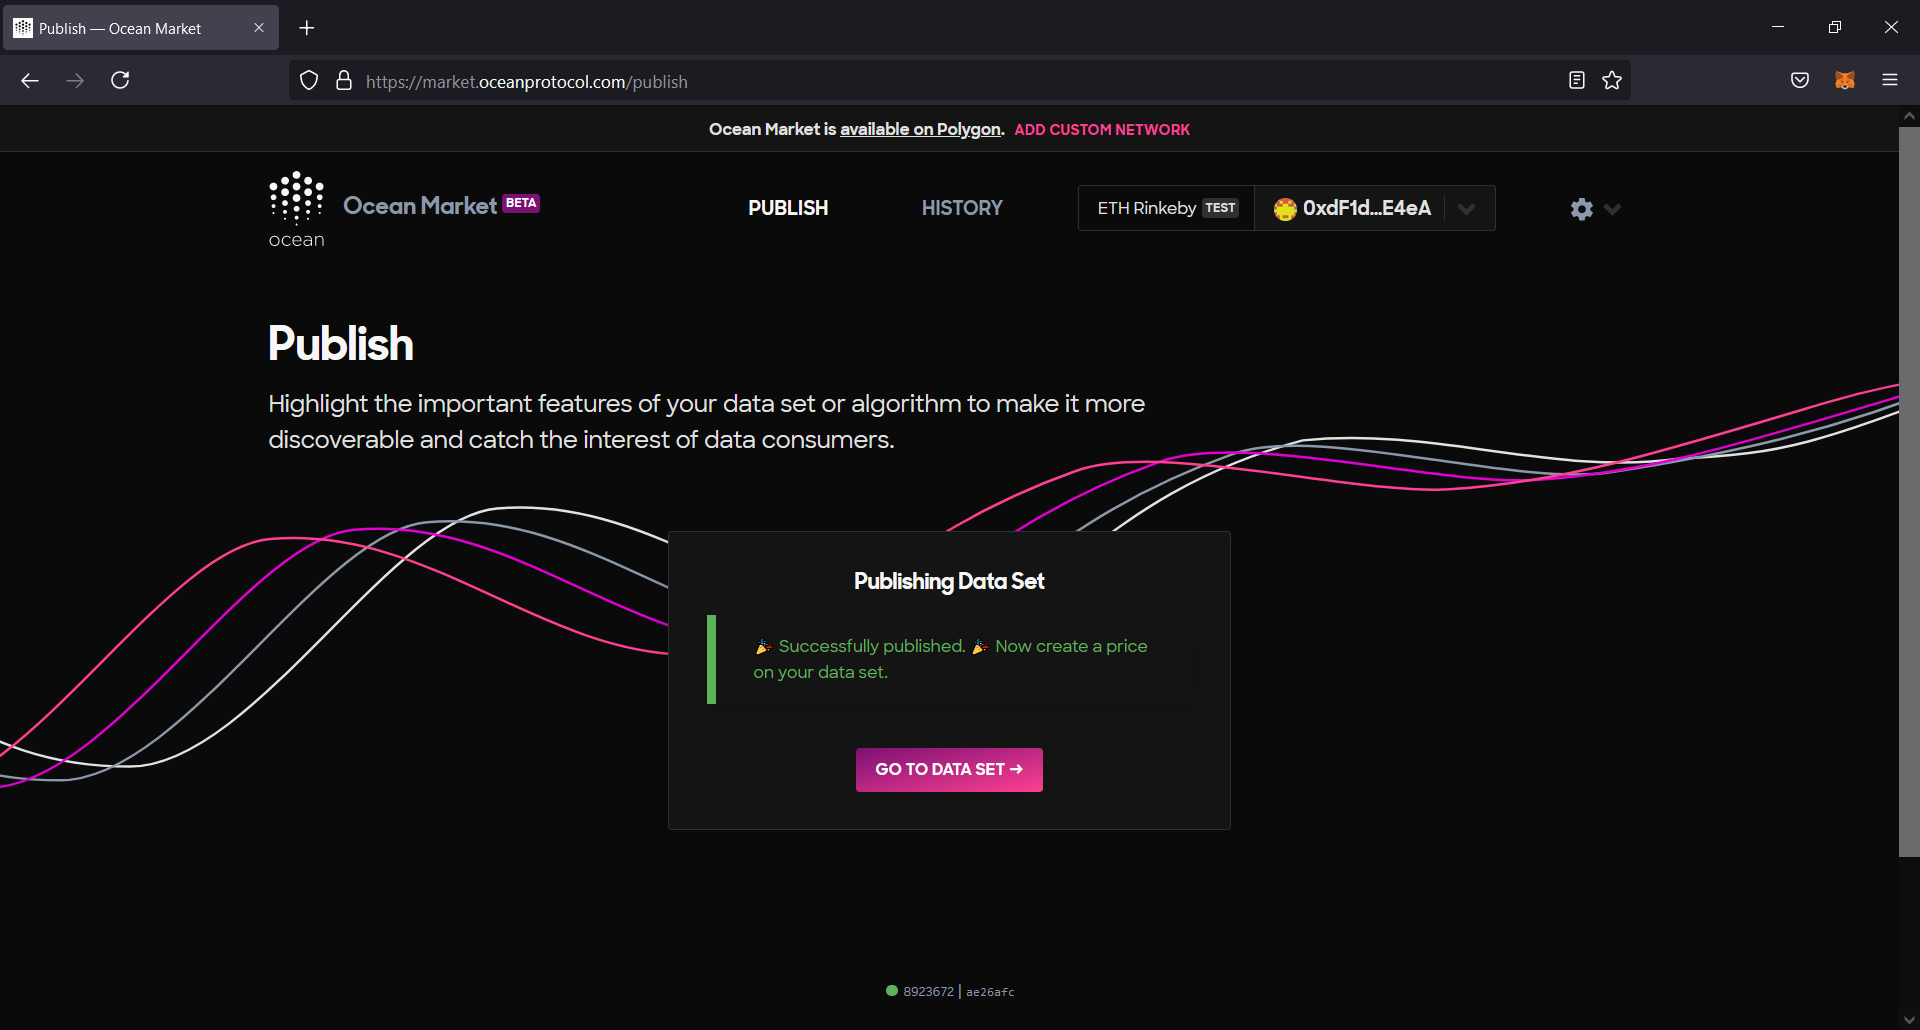 Publish — Ocean Market
https://market.oceanprotocol.com/publish
Ocean Market is available on Polygon. ADD CUSTOM NETWORK
ocean
Ocean Market BETA
PUBLISH
HISTORY
ETH Rinkeby TEST
0xdF1d...E4eA
Publish
Highlight the important features of your data set or algorithm to make it more
discoverable and catch the interest of data consumers.
Publishing Data Set
🎉 Successfully published. 🎉 Now create a price
on your data set.
GO TO DATA SET →
8923672 | ae26afc